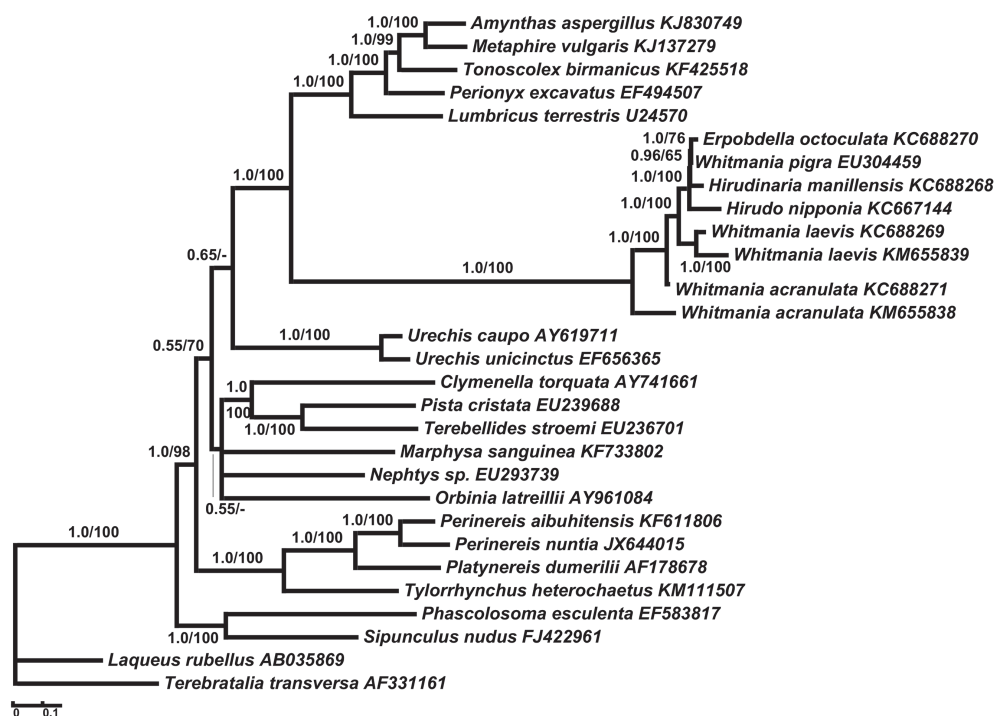 1.0/100
Amynthas aspergillus KJ830749
1.0/99
Metaphire vulgaris KJ137279
1.0/100
Tonoscolex birmanicus KF425518
1.0/100
Perionyx excavatus EF494507
Lumbricus terrestris U24570
1.0/76
Erpobdella octoculata KC688270
0.96/65
Whitmania pigra EU304459
1.0/100
Hirudinaria manillensis KC688268
1.0/100
Hirudo nipponia KC667144
1.0/100
Whitmania laevis KC688269
1.0/100
Whitmania laevis KM655839
1.0/100
1.0/100
Whitmania acranulata KC688271
Whitmania acranulata KM655838
0.65/-
1.0/100
Urechis caupo AY619711
Urechis unicinctus EF656365
0.55/70
1.0
100
Clymenella torquata AY741661
Pista cristata EU239688
1.0/100
Terebellides stroemi EU236701
1.0/98
Marphysa sanguinea KF733802
Nephtys sp. EU293739
Orbinia latreillii AY961084
0.55/-
1.0/100
Perinereis aibuhitensis KF611806
1.0/100
1.0/100
Perinereis nuntia JX644015
1.0/100
Platynereis dumerilii AF178678
Tylorrhynchus heterochaetus KM111507
Phascolosoma esculenta EF583817
1.0/100
Sipunculus nudus FJ422961
Laqueus rubellus AB035869
Terebratalia transversa AF331161
0 0.1